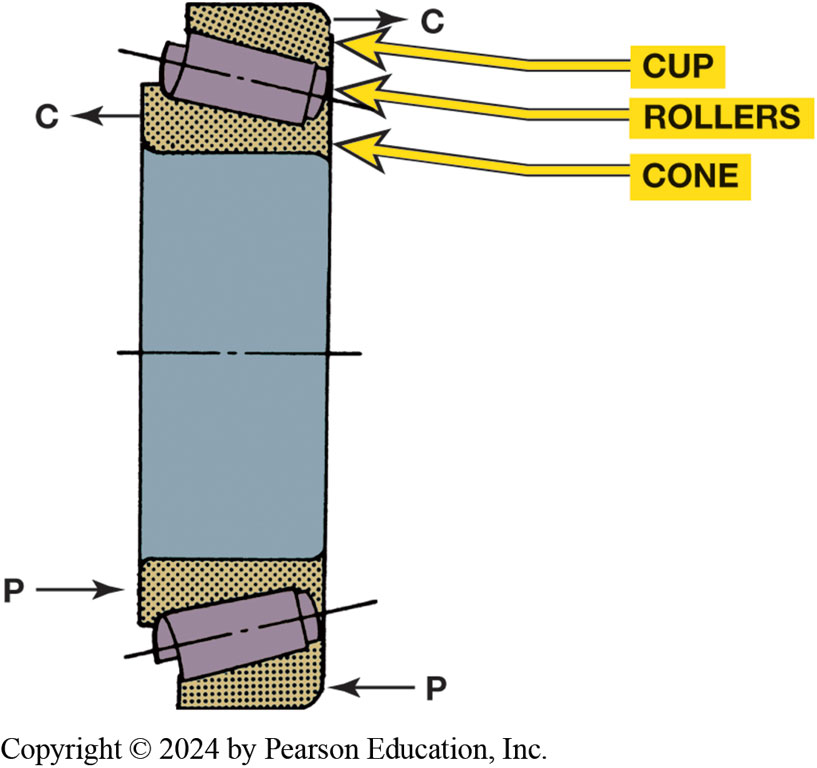 C
CUP
ROLLERS
C
CONE
P
P
Copyright © 2024 by Pearson Education, Inc.